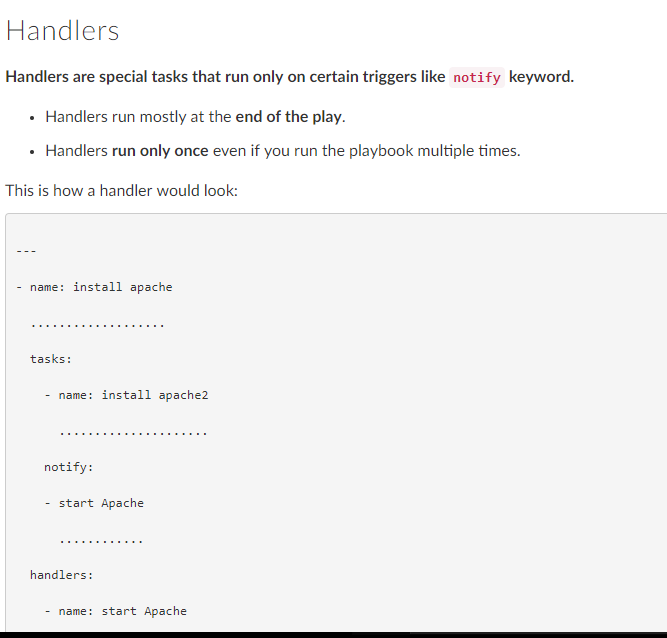 Handlers
Handlers are special tasks that run only on certain triggers like notify keyword.
• Handlers run mostly at the end of the play.
• Handlers run only once even if you run the playbook multiple times.
This is how a handler would look:
---
- name: install apache
...................
tasks:
- name: install apache2
.....................
notify:
- start Apache
............
handlers:
- name: start Apache